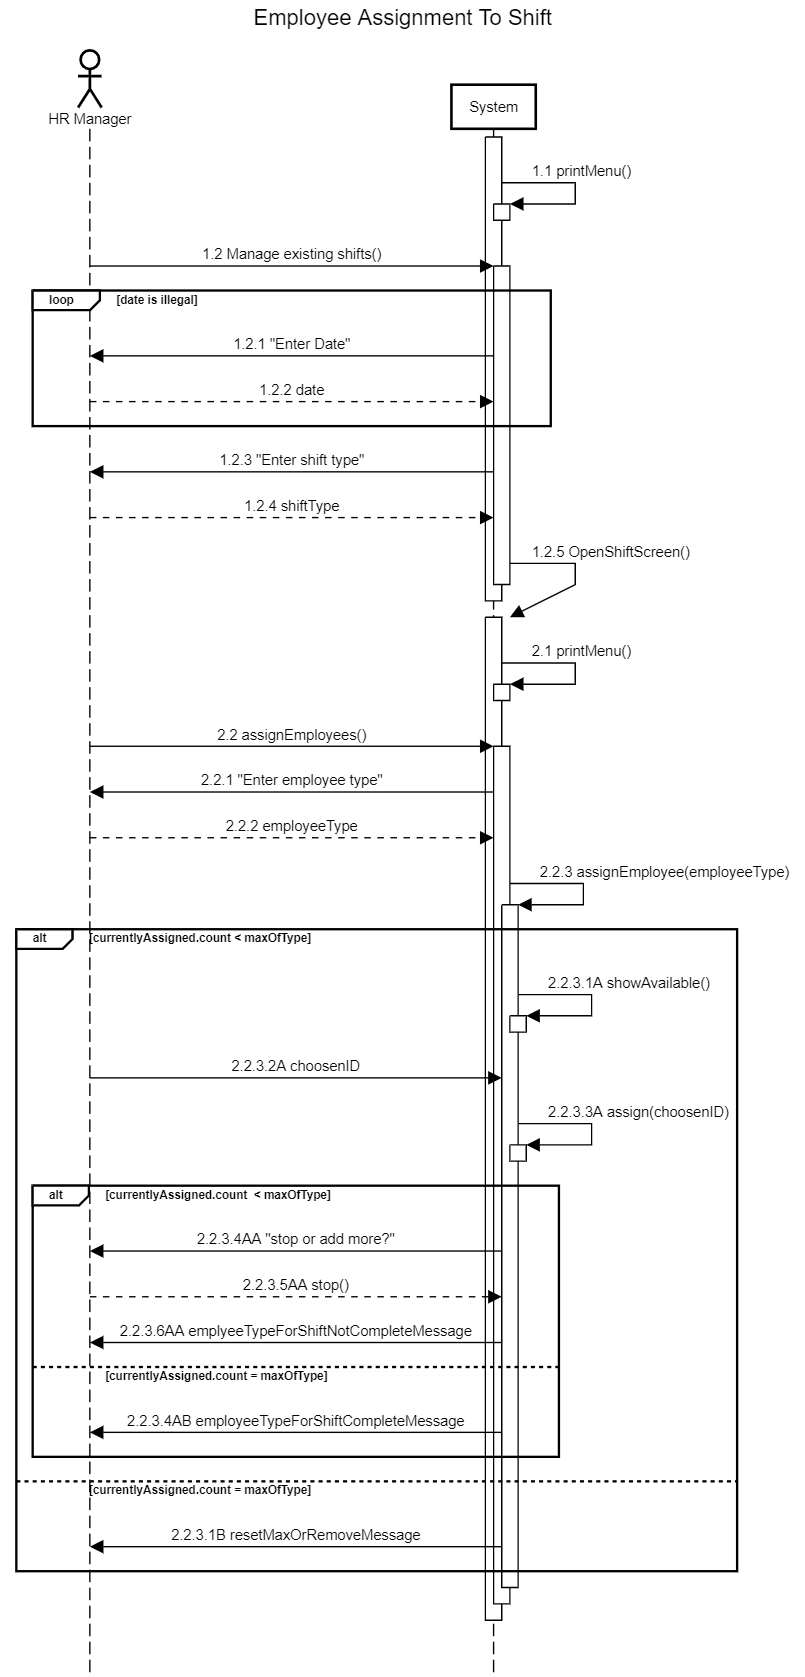 Employee Assignment To Shift
HR Manager
System
1.1 printMenu()
1.2 Manage existing shifts()
loop
[date is illegal]
1.2.1 "Enter Date"
1.2.2 date
1.2.3 "Enter shift type"
1.2.4 shiftType
1.2.5 OpenShiftScreen()
2.1 printMenu()
2.2 assignEmployees()
2.2.1 "Enter employee type"
2.2.2 employeeType
2.2.3 assignEmployee(employeeType)
alt
[currentlyAssigned.count < maxOfType]
2.2.3.1A showAvailable()
2.2.3.2A choosenID
2.2.3.3A assign(choosenID)
alt
[currentlyAssigned.count < maxOfType]
2.2.3.4AA "stop or add more?"
2.2.3.5AA stop()
2.2.3.6AA emplyeeTypeForShiftNotCompleteMessage
[currentlyAssigned.count = maxOfType]
2.2.3.4AB employeeTypeForShiftCompleteMessage
[currentlyAssigned.count = maxOfType]
2.2.3.1B resetMaxOrRemoveMessage